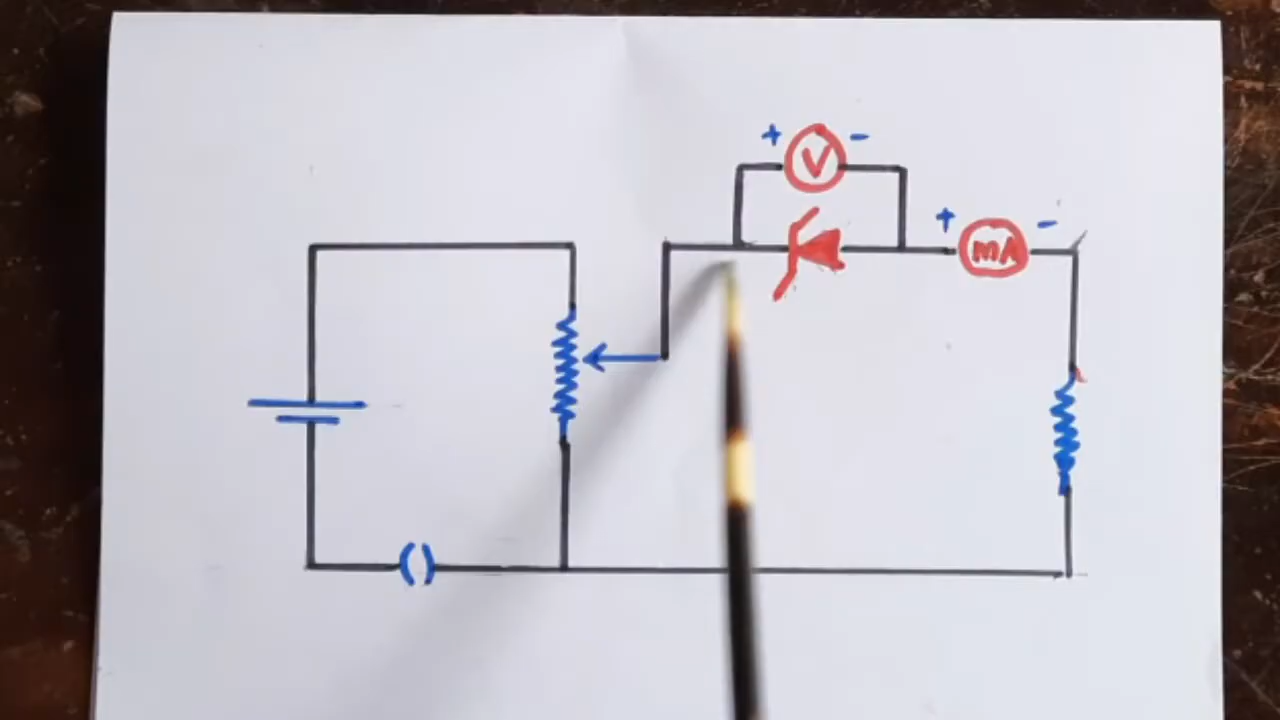 + V -
+ mA -